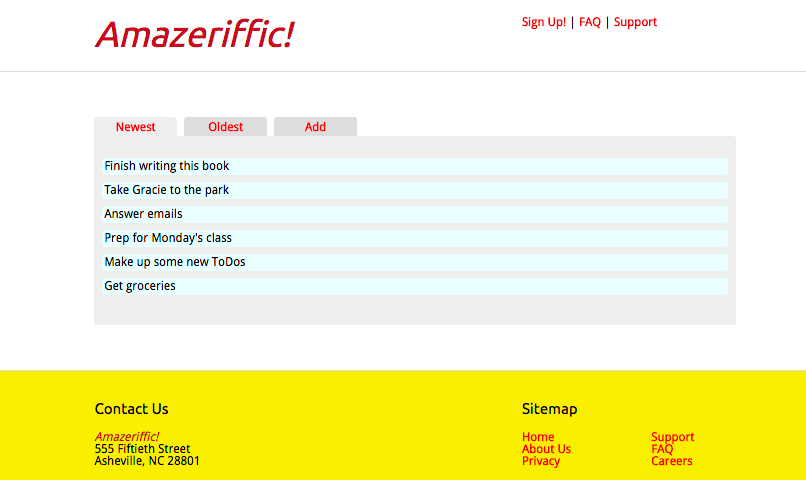 Amazeriffic!
Sign Up! | FAQ | Support
Newest
Oldest
Add
Finish writing this book
Take Gracie to the park
Answer emails
Prep for Monday's class
Make up some new ToDos
Get groceries
Contact Us
Amazeriffic!
555 Fiftieth Street
Asheville, NC 28801
Sitemap
Home
About Us
Privacy
Support
FAQ
Careers